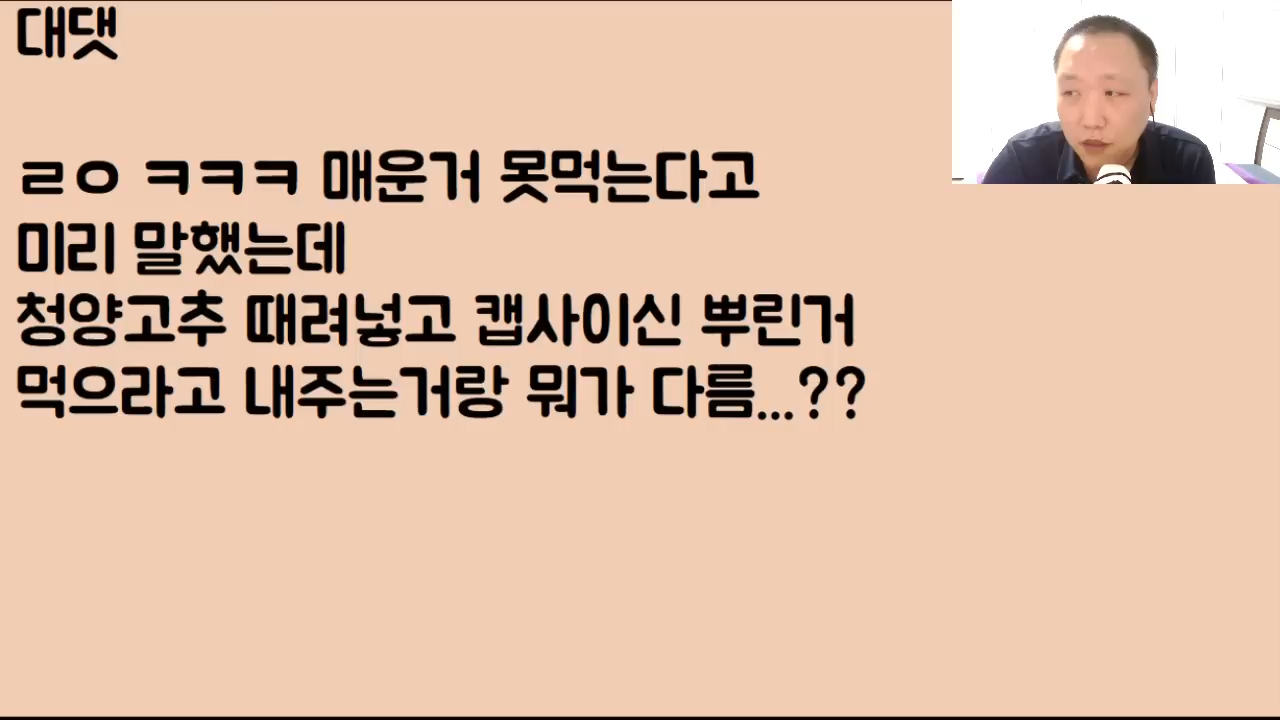 대댓
ㄹㅇ ㅋㅋㅋ 매운거 못먹는다고
미리 말했는데
청양고추 때려넣고 캡사이신 뿌린거
먹으라고 내주는거랑 뭐가 다름...??